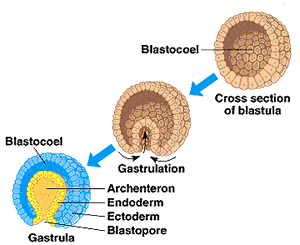 Blastocoel
Cross section
of blastula
Gastrulation
Blastocoel
Archenteron
Endoderm
Ectoderm
Blastopore
Gastrula